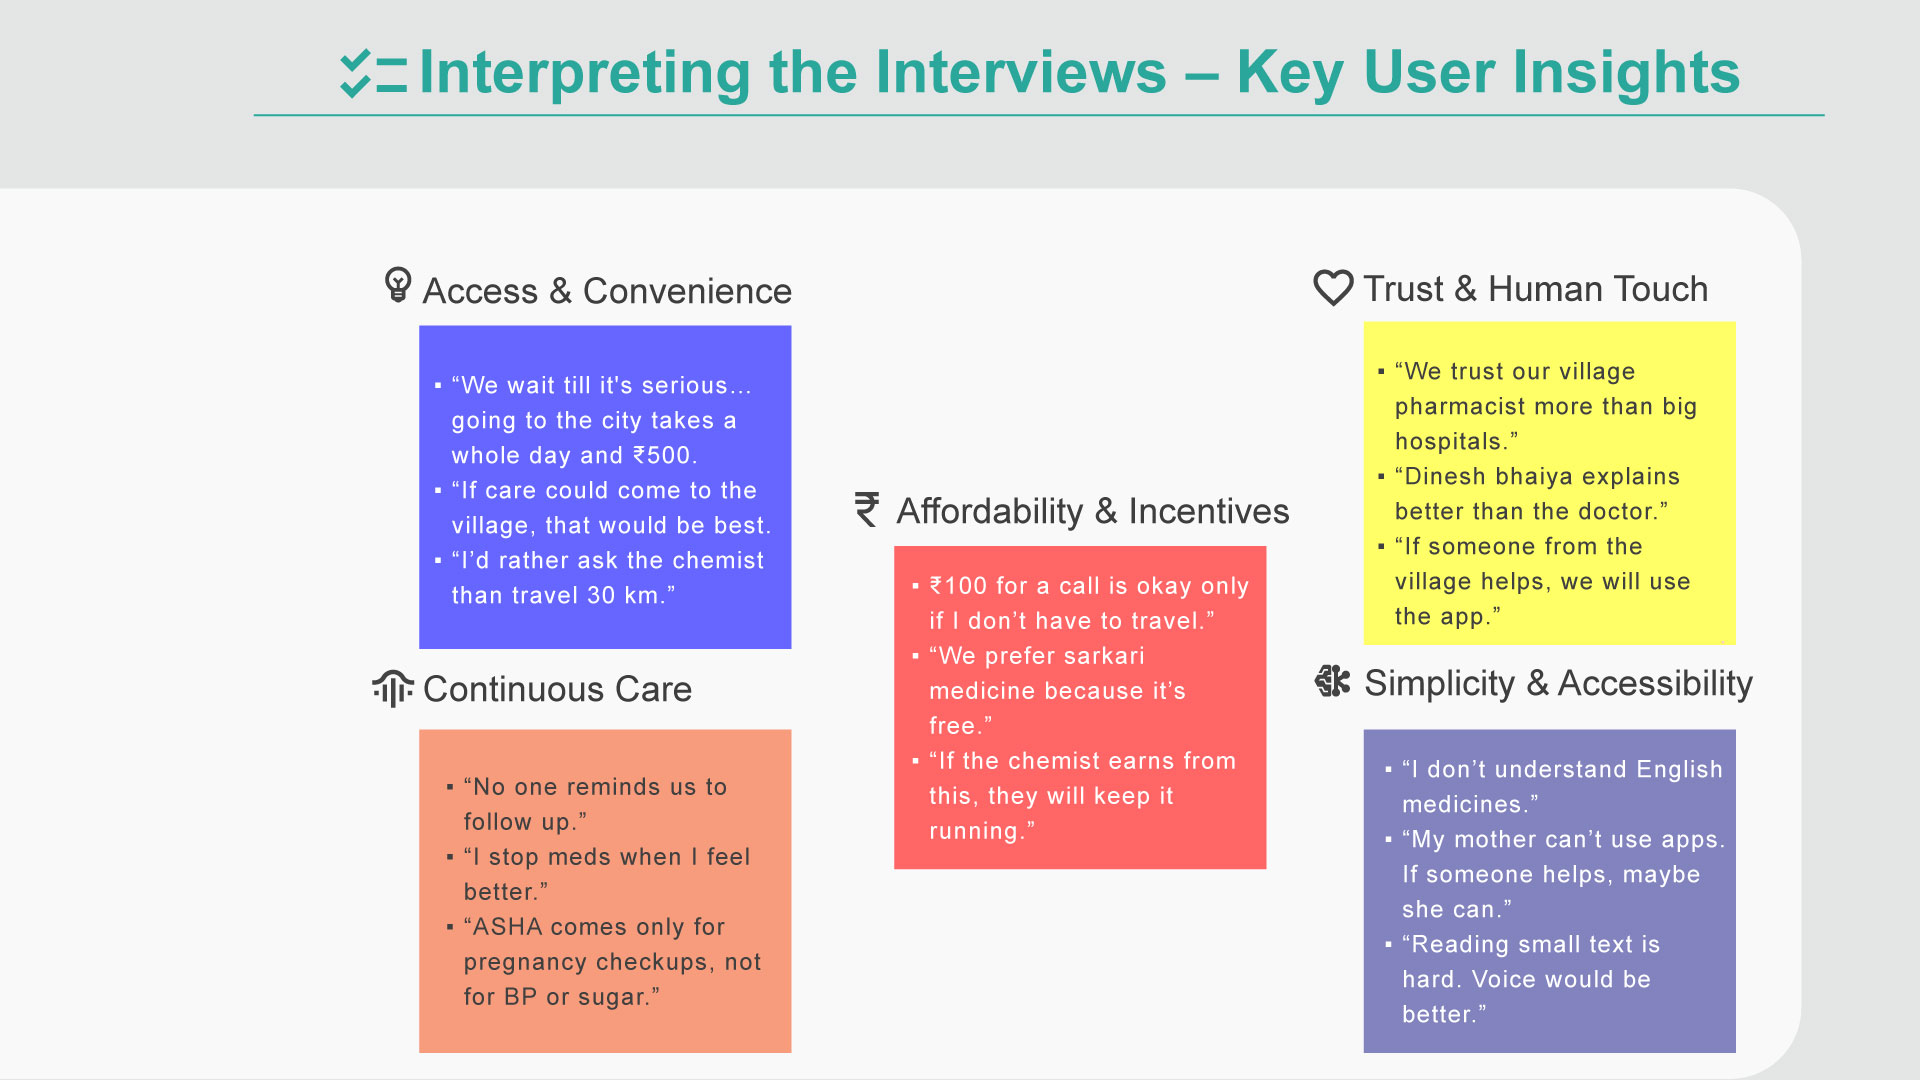 Interpreting the Interviews – Key User Insights
Access & Convenience
▪ “We wait till it's serious…
going to the city takes a
whole day and ₹500.
▪ “If care could come to the
village, that would be best.
▪ “I’d rather ask the chemist
than travel 30 km.”
Continuous Care
▪ “No one reminds us to
follow up.”
▪ “I stop meds when I feel
better.”
▪ “ASHA comes only for
pregnancy checkups, not
for BP or sugar.”
₹ Affordability & Incentives
▪ ₹100 for a call is okay only
if I don’t have to travel.”
▪ “We prefer sarkari
medicine because it’s
free.”
▪ “If the chemist earns from
this, they will keep it
running.”
Trust & Human Touch
▪ “We trust our village
pharmacist more than big
hospitals.”
▪ “Dinesh bhaiya explains
better than the doctor.”
▪ “If someone from the
village helps, we will use
the app.”
Simplicity & Accessibility
▪ “I don’t understand English
medicines.”
▪ “My mother can’t use apps.
If someone helps, maybe
she can.”
▪ “Reading small text is
hard. Voice would be
better.”